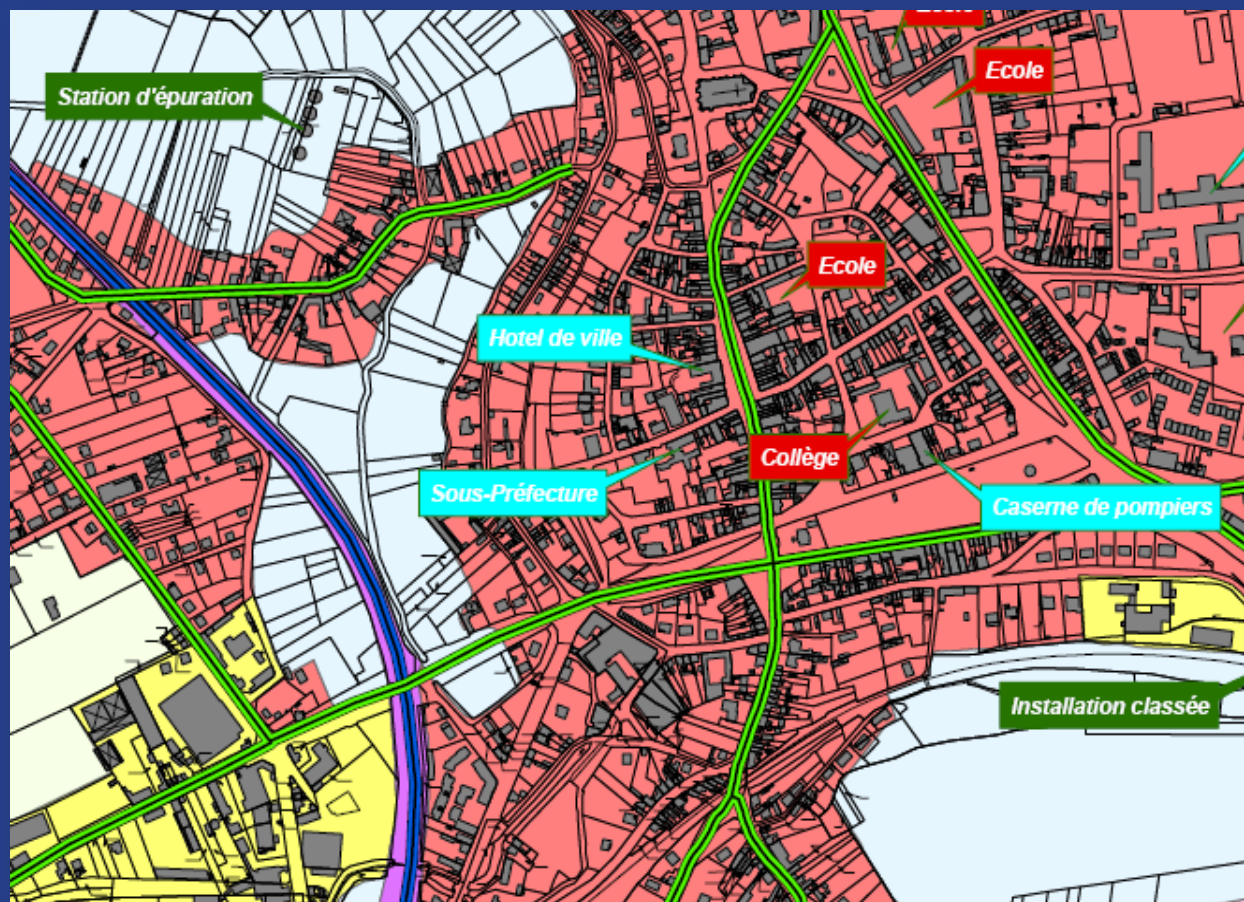 Ecole
Station d'épuration
Ecole
Hotel de ville
Collège
Sous-Préfecture
Caserne de pompiers
Installation classée